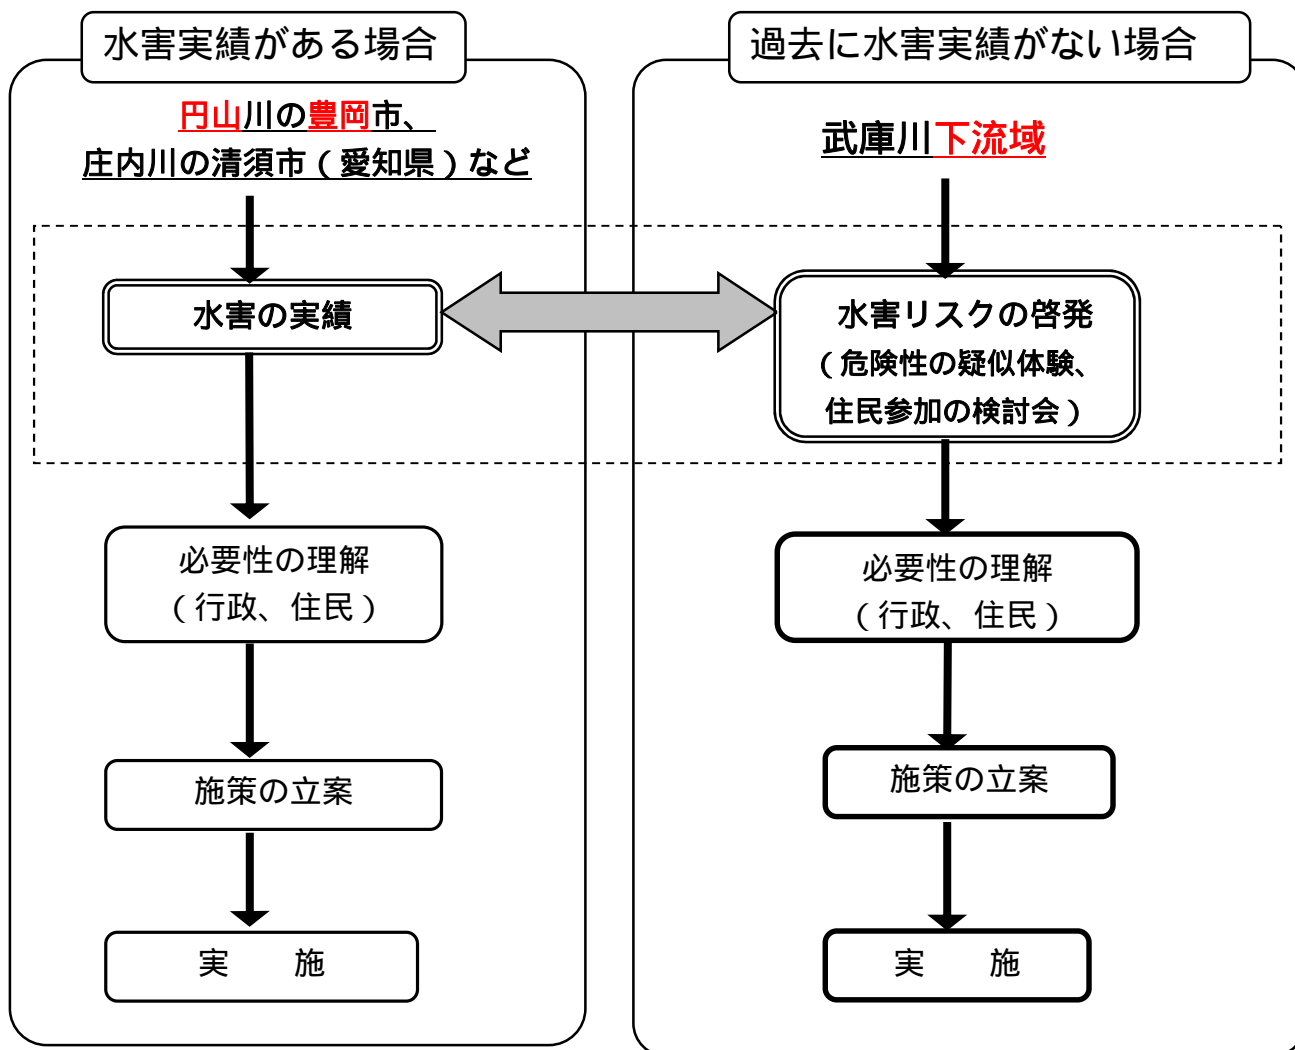 水害実績がある場合
円山川の豊岡市、
庄内川の清須市（愛知県）など
水害の実績
必要性の理解
（行政、住民）
施策の立案
実　　施
過去に水害実績がない場合
武庫川下流域
水害リスクの啓発
（危険性の疑似体験、
住民参加の検討会）
必要性の理解
（行政、住民）
施策の立案
実　　施